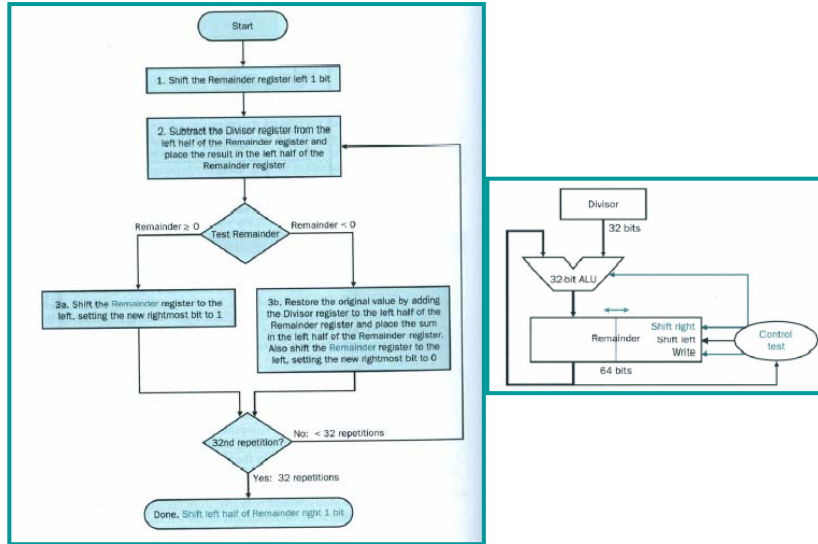 Start
1. Shift the Remainder register left 1 bit
2. Subtract the Divisor register from the
left half of the Remainder register and
place the result in the left half of the
Remainder register
Remainder ≥ 0
Remainder < 0
Test Remainder
3a. Shift the Remainder register to the
left, setting the new rightmost bit to 1
3b. Restore the original value by adding
the Divisor register to the left half of the
Remainder register and place the sum
in the left half of the Remainder register.
Also shift the Remainder register to the
left, setting the new rightmost bit to 0
32nd repetition?
No: < 32 repetitions
Yes: 32 repetitions
Done. Shift left half of Remainder right 1 bit
Divisor
32 bits
32-bit ALU
Remainder
Shift right
Shift left
Write
Control
test
64 bits